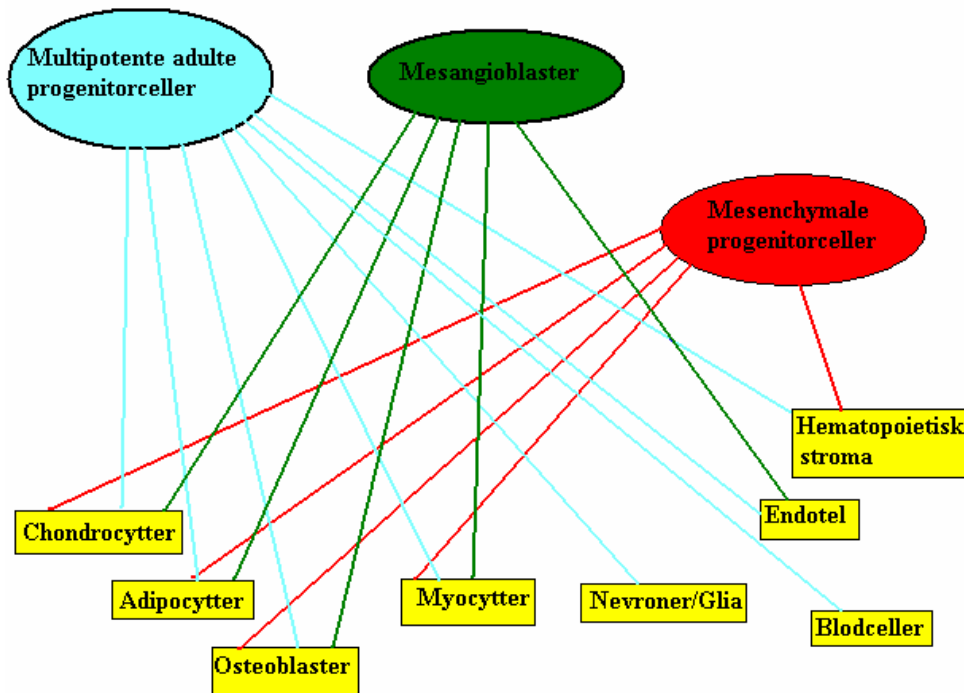 Multipotente adulte
progenitorceller
Mesangioblaster
Mesenchymale
progenitorceller
Hematopoietisk
stroma
Endotel
Chondrocytter
Adipocytter
Myocytter
Nevroner/Glia
Blodceller
Osteoblaster